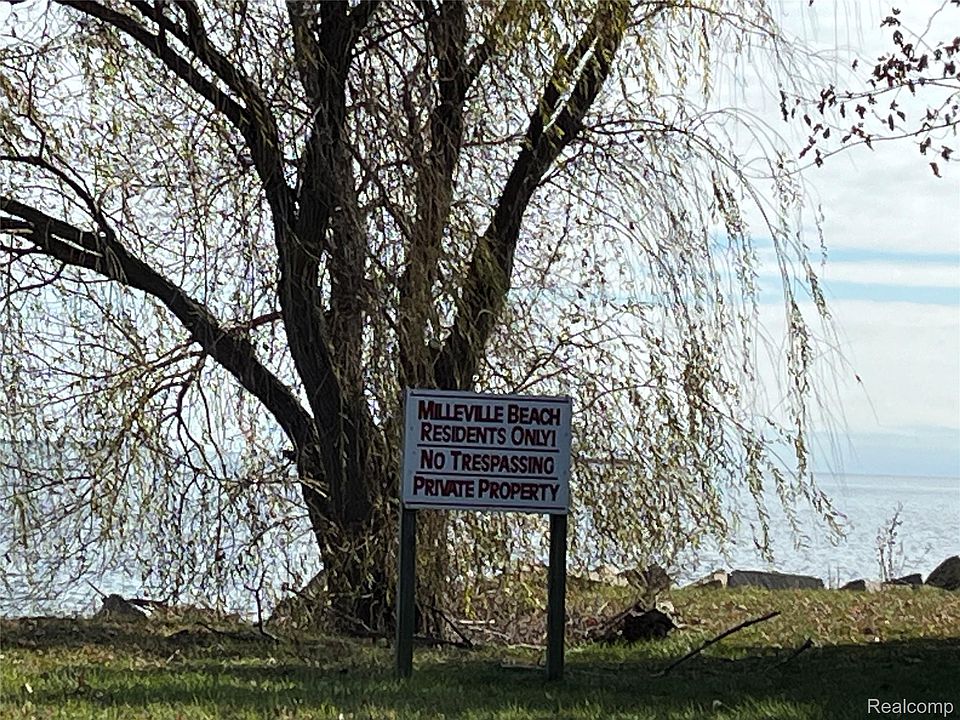 MILLEVILLE BEACH
RESIDENTS ONLY!
NO TRESPASSING
PRIVATE PROPERTY
Realcomp